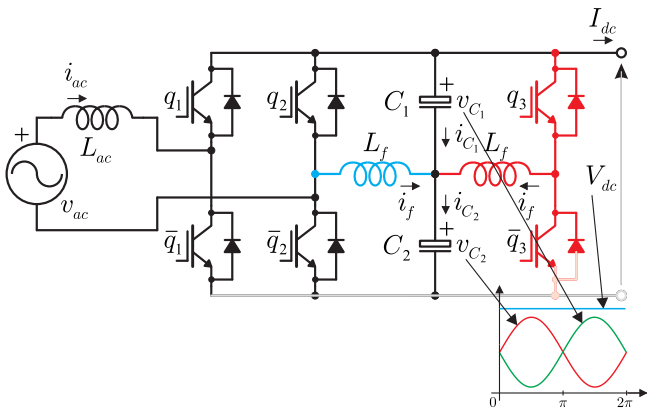 I_dc
i_ac
q_1
q_2
C_1
+
v_C1
q_3
+
L_ac
L_f
i_C1
L_f
V_dc
v_ac
i_f
i_C2
i_f
q̅_1
q̅_2
C_2
+
v_C2
q̅_3
0
π
2π